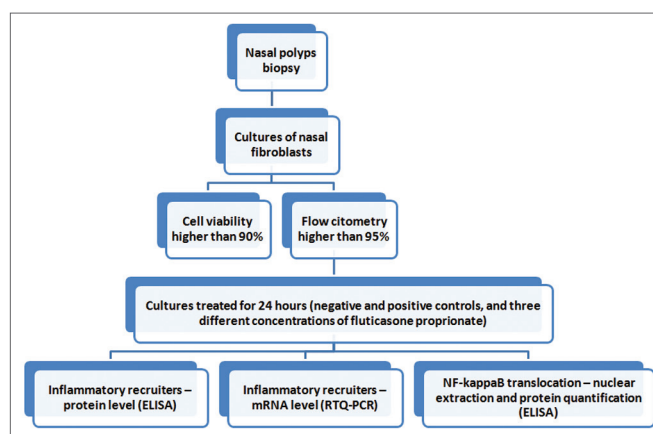 Nasal polyps
biopsy
Cultures of nasal
fibroblasts
Cell viability
higher than 90%
Flow citometry
higher than 95%
Cultures treated for 24 hours (negative and positive controls, and three
different concentrations of fluticasone proprionate)
Inflammatory recruiters –
protein level (ELISA)
Inflammatory recruiters –
mRNA level (RTQ-PCR)
NF-kappaB translocation – nuclear
extraction and protein quantification
(ELISA)